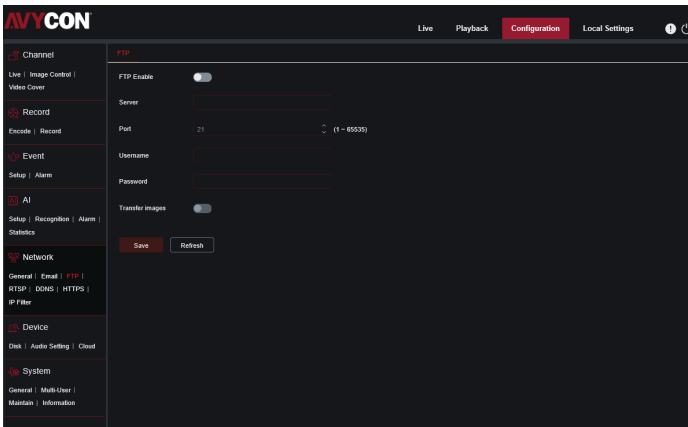 AVYCON
Live Playback Configuration Local Settings
Channel
Live | Image Control |
Video Cover
Record
Encode | Record
Event
Setup | Alarm
AI
Setup | Recognition | Alarm |
Statistics
Network
General | Email | FTP |
RTSP | DDNS | HTTPS |
IP Filter
Device
Disk | Audio Setting | Cloud
System
General | Multi-User |
Maintain | Information
FTP
FTP Enable
Server
Port 21 (1 ~ 65535)
Username
Password
Transfer images
Save Refresh